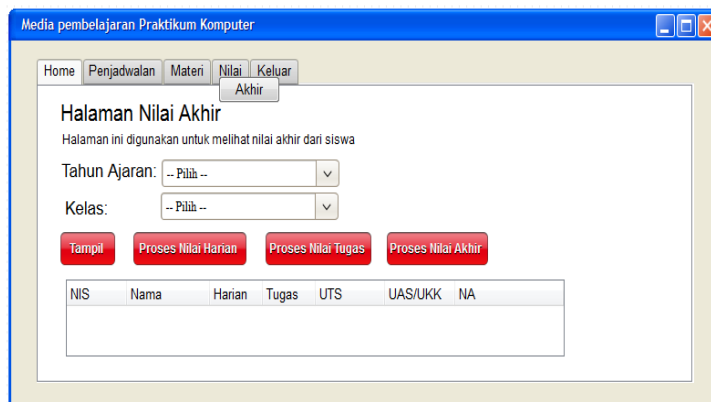 Media pembelajaran Praktikum Komputer
Home Penjadwalan Materi Nilai Keluar
Akhir
Halaman Nilai Akhir
Halaman ini digunakan untuk melihat nilai akhir dari siswa
Tahun Ajaran: -- Pilih --
Kelas: -- Pilih --
Tampil Proses Nilai Harian Proses Nilai Tugas Proses Nilai Akhir
NIS Nama Harian Tugas UTS UAS/UKK NA